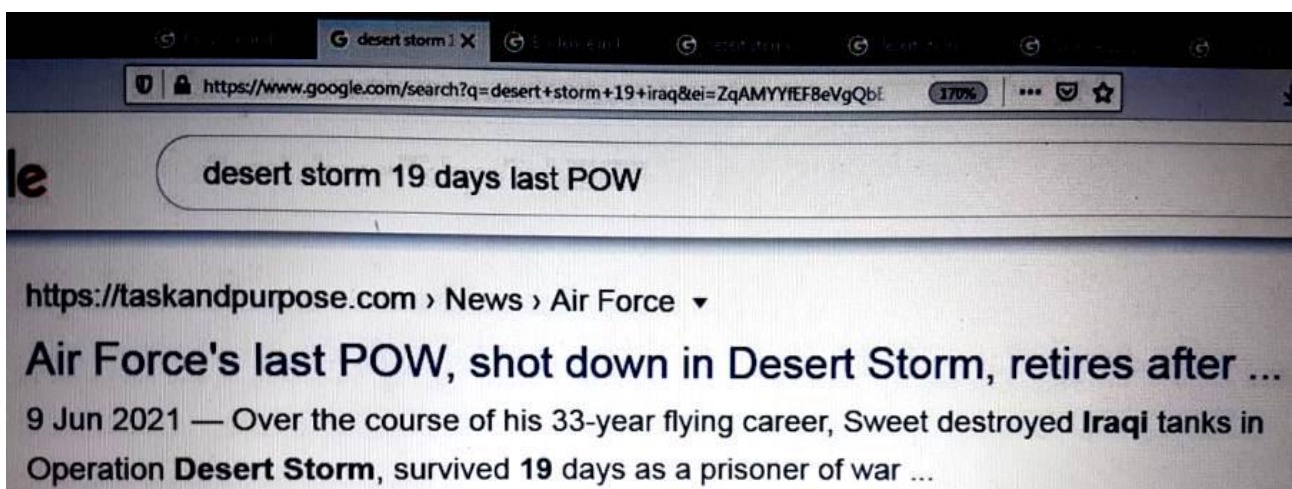 desert storm 1
https://www.google.com/search?q=desert+storm+19+iraq&ei=ZqAMYYfEF8eVgQbE
170%
le
desert storm 19 days last POW
https://taskandpurpose.com › News › Air Force
Air Force's last POW, shot down in Desert Storm, retires after ...
9 Jun 2021 — Over the course of his 33-year flying career, Sweet destroyed Iraqi tanks in
Operation Desert Storm, survived 19 days as a prisoner of war ...